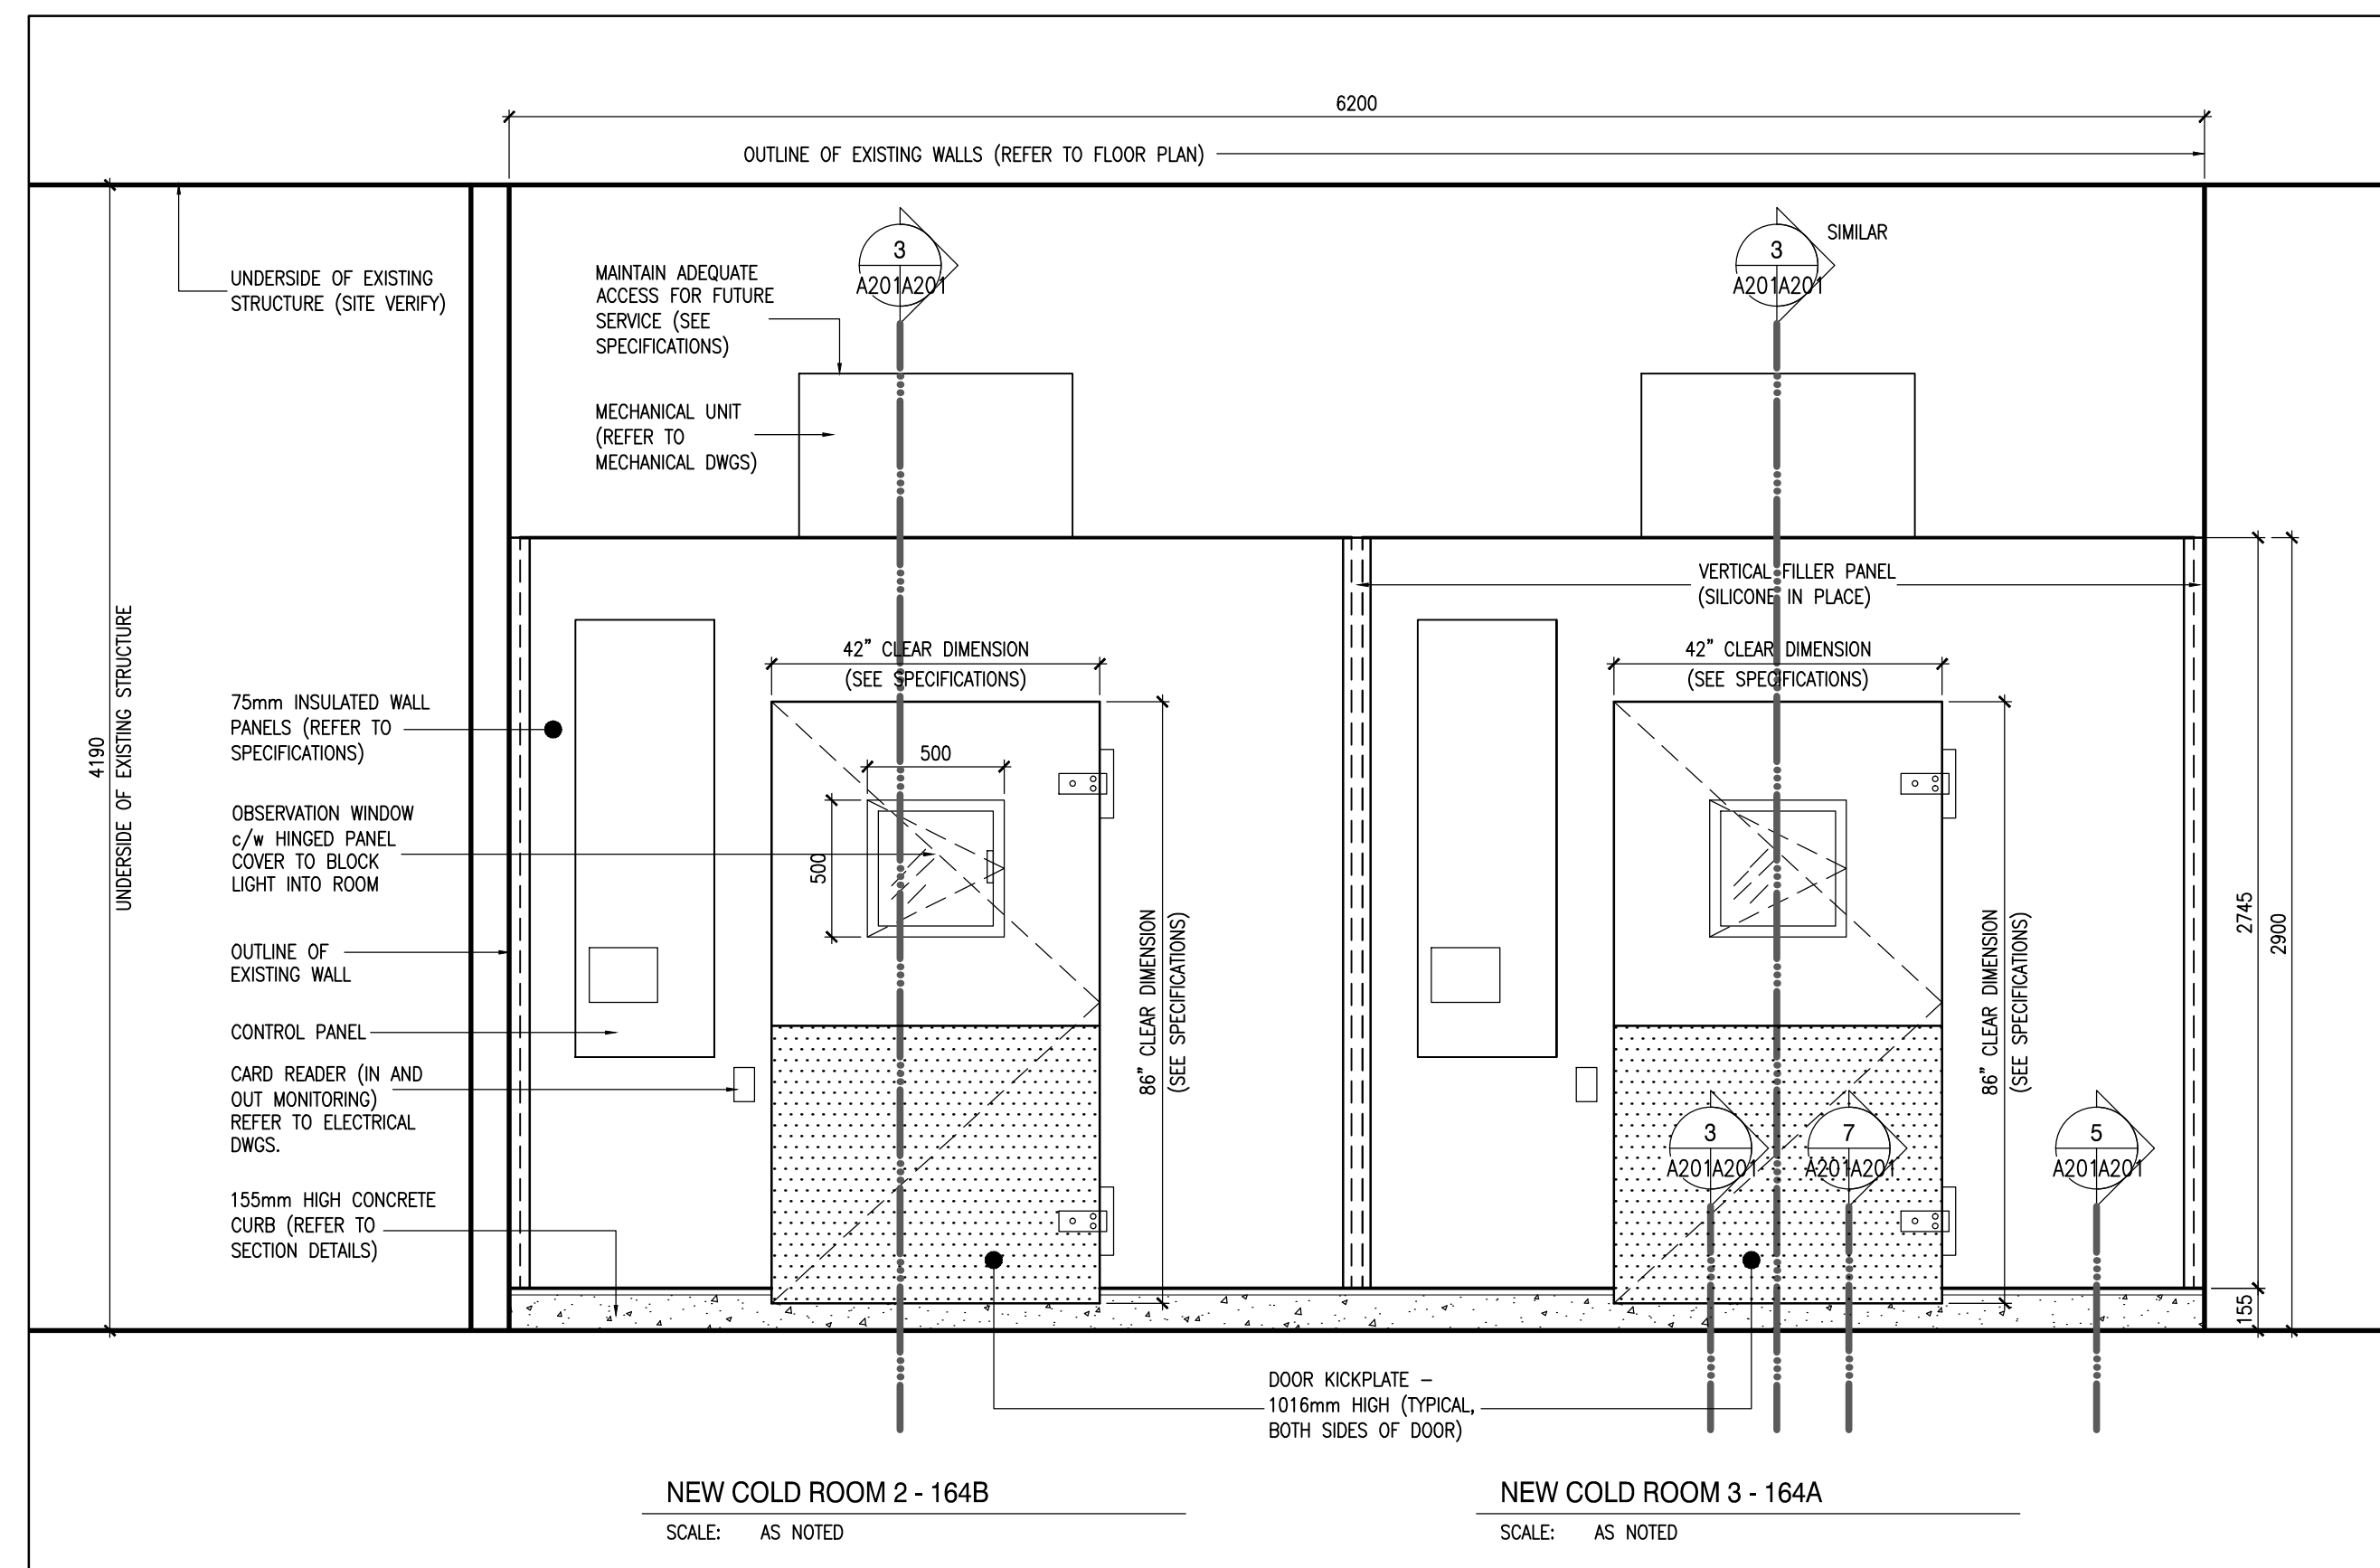 6200
OUTLINE OF EXISTING WALLS (REFER TO FLOOR PLAN)
3
A201A201
3
A201A201
SIMILAR
UNDERSIDE OF EXISTING
STRUCTURE (SITE VERIFY)
MAINTAIN ADEQUATE
ACCESS FOR FUTURE
SERVICE (SEE
SPECIFICATIONS)
MECHANICAL UNIT
(REFER TO
MECHANICAL DWGS)
VERTICAL FILLER PANEL
(SILICONE IN PLACE)
42” CLEAR DIMENSION
(SEE SPECIFICATIONS)
42” CLEAR DIMENSION
(SEE SPECIFICATIONS)
4190
UNDERSIDE OF EXISTING STRUCTURE
75mm INSULATED WALL
PANELS (REFER TO
SPECIFICATIONS)
500
500
OBSERVATION WINDOW
c/w HINGED PANEL
COVER TO BLOCK
LIGHT INTO ROOM
OUTLINE OF
EXISTING WALL
CONTROL PANEL
CARD READER (IN AND
OUT MONITORING)
REFER TO ELECTRICAL
DWGS.
155mm HIGH CONCRETE
CURB (REFER TO
SECTION DETAILS)
86” CLEAR DIMENSION
(SEE SPECIFICATIONS)
86” CLEAR DIMENSION
(SEE SPECIFICATIONS)
2745
2900
155
3
A201A201
7
A201A201
5
A201A201
DOOR KICKPLATE –
1016mm HIGH (TYPICAL,
BOTH SIDES OF DOOR)
NEW COLD ROOM 2 - 164B
SCALE: AS NOTED
NEW COLD ROOM 3 - 164A
SCALE: AS NOTED